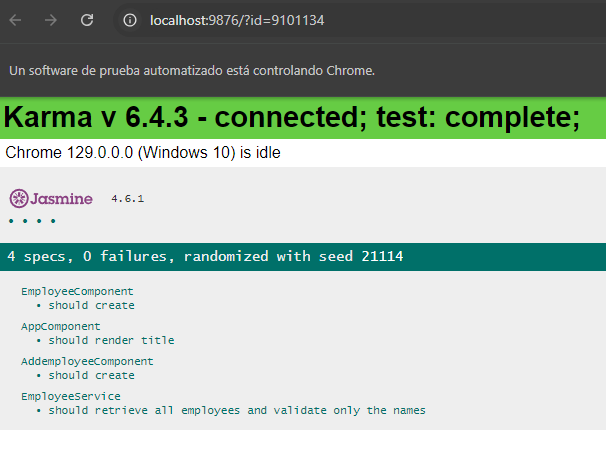 localhost:9876/?id=9101134
Un software de prueba automatizado está controlando Chrome.
Karma v 6.4.3 - connected; test: complete;
Chrome 129.0.0.0 (Windows 10) is idle
Jasmine 4.6.1
• • • •
4 specs, 0 failures, randomized with seed 21114
EmployeeComponent
• should create
AppComponent
• should render title
AddemployeeComponent
• should create
EmployeeService
• should retrieve all employees and validate only the names